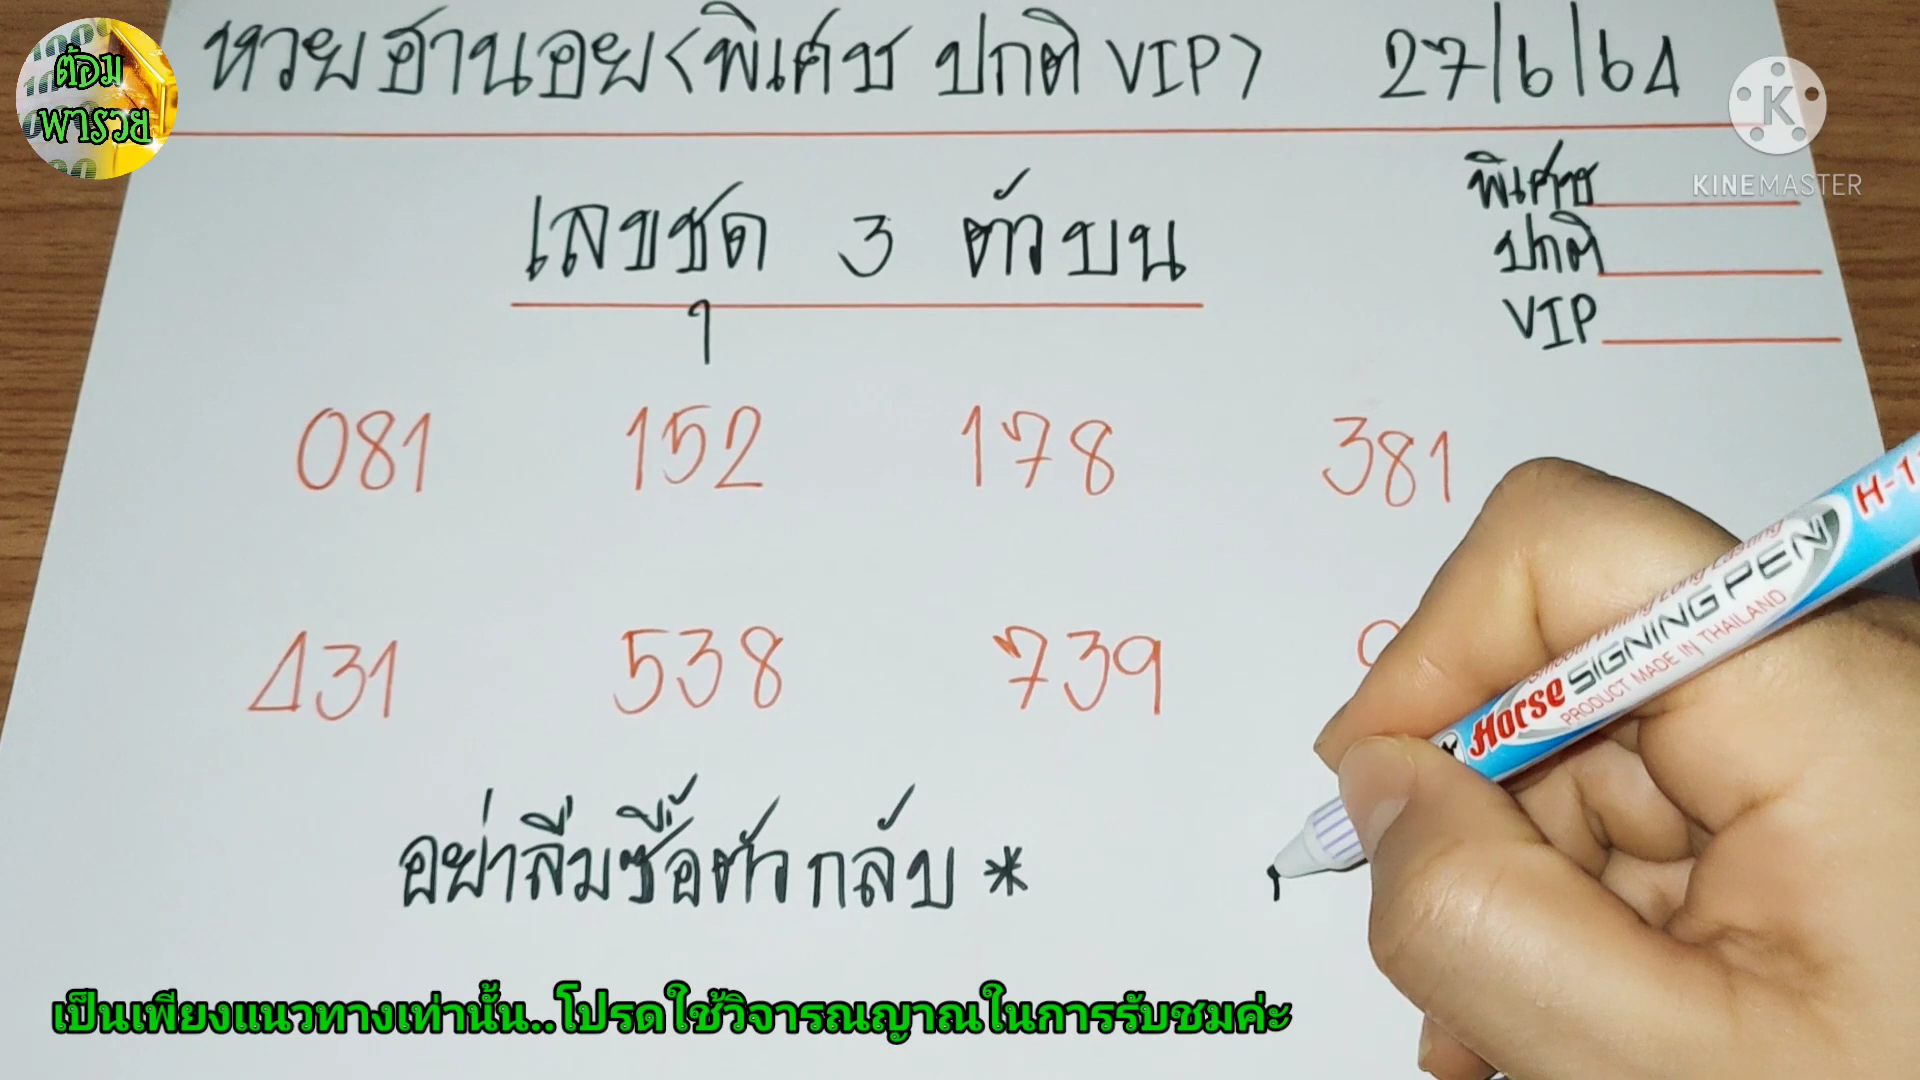 ต้อม
พารวย
หวยฮานอย<พิเศษ ปกติ VIP> 27/6/64
KINEMASTER
พิเศษ
ปกติ
VIP
เลขชุด 3 ตัวบน
081 152 178 381
431 538 739
อย่าลืมซื้อตัวกลับ *
H-1
Horse SIGNING PEN
PRODUCT MADE IN THAILAND
เป็นเพียงแนวทางเท่านั้น..โปรดใช้วิจารณญาณในการรับชมค่ะ